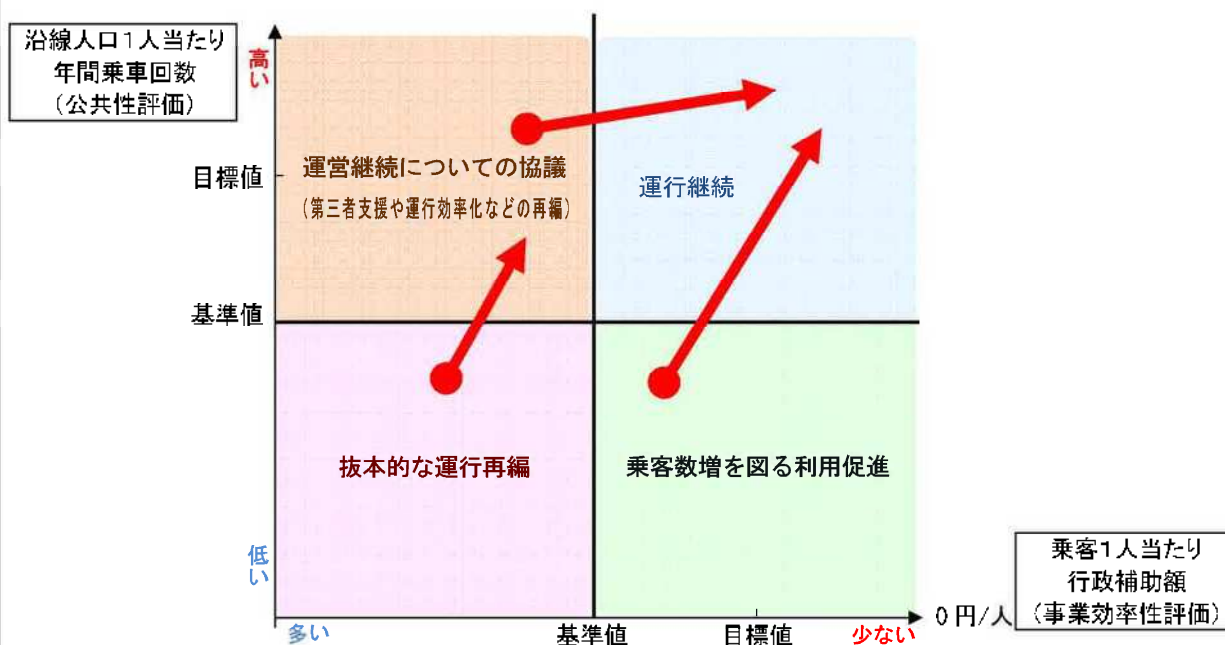 沿線人口1人当たり
年間乗車回数
(公共性評価)
高い
目標値
基準値
低い
運営継続についての協議
(第三者支援や運行効率化などの再編)
運行継続
抜本的な運行再編
乗客数増を図る利用促進
多い
基準値
目標値
少ない
0円/人
乗客1人当たり
行政補助額
(事業効率性評価)